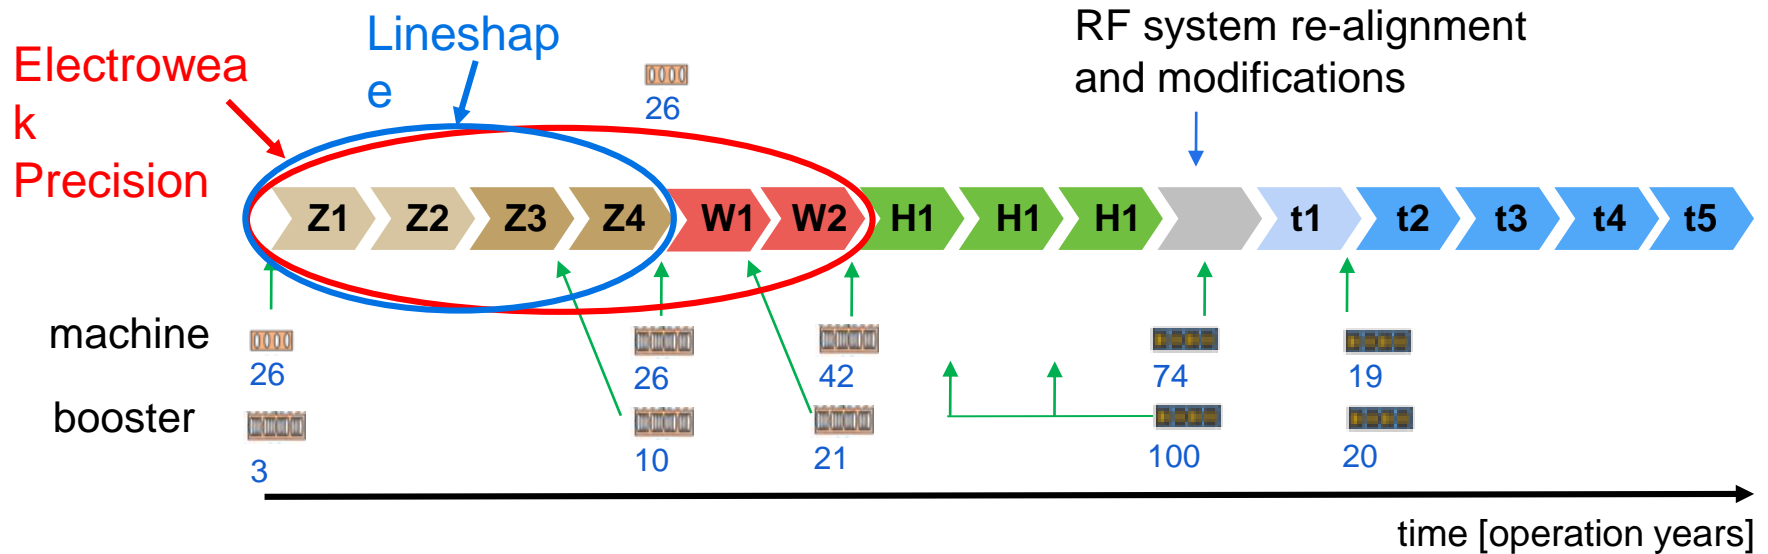 Lineshap
e
Electrowea
k
Precision
26
RF system re-alignment
and modifications
Z1 Z2 Z3 Z4 W1 W2 H1 H1 H1 t1 t2 t3 t4 t5
machine
26 26 42 74 19
booster
3 10 21 100 20
time [operation years]